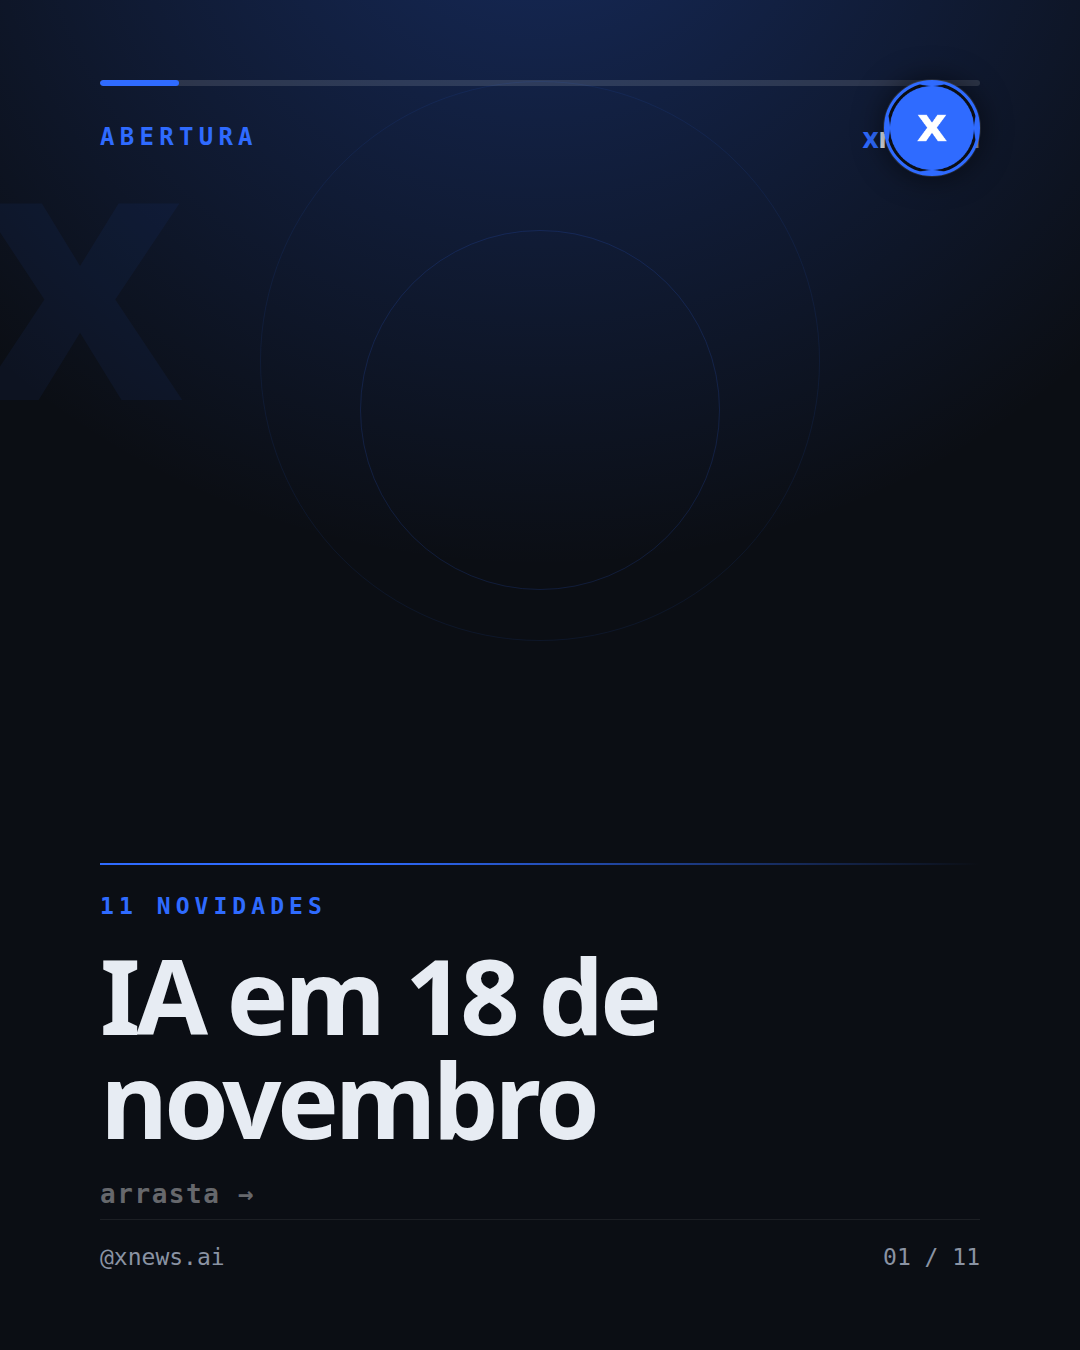 ABERTURA
x
x
11 NOVIDADES
IA em 18 de
novembro
arrasta →
@xnews.ai
01 / 11